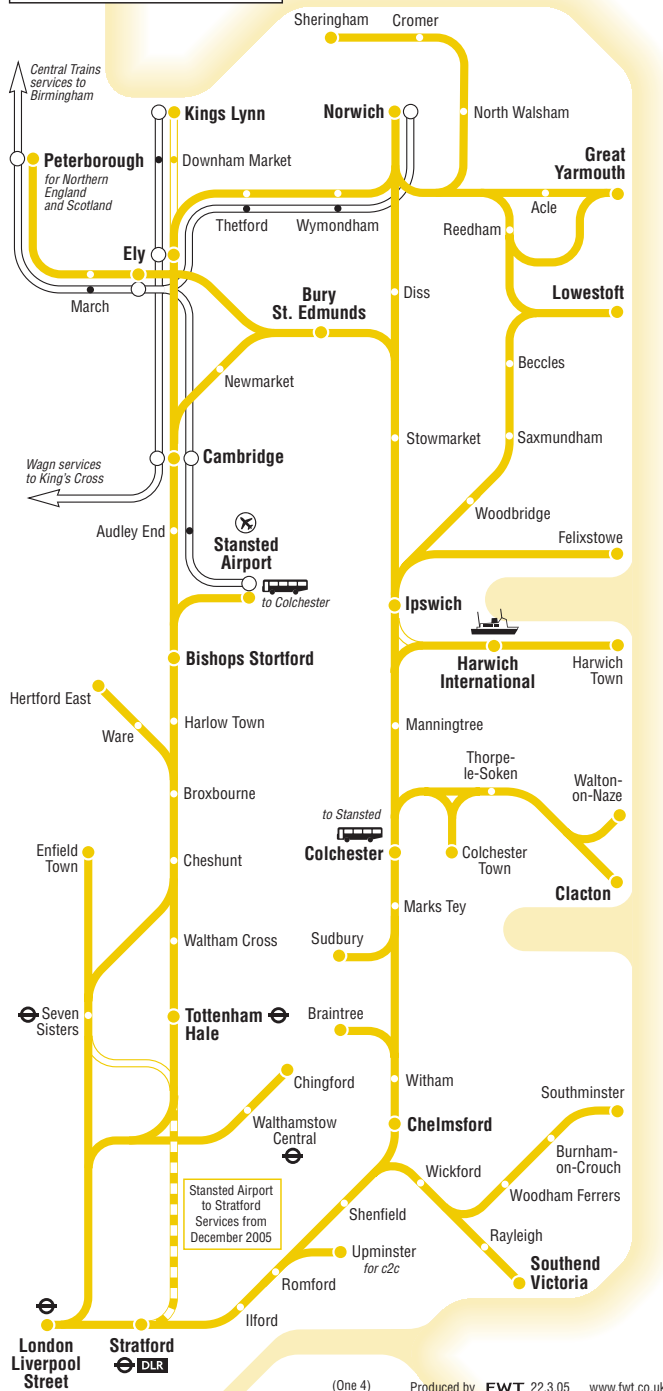 Sheringham
Cromer
Central Trains
services to
Birmingham
Kings Lynn
Norwich
North Walsham
Peterborough
for Northern
England
and Scotland
Downham Market
Great
Yarmouth
Acle
Thetford
Wymondham
Reedham
Ely
March
Bury
St. Edmunds
Diss
Lowestoft
Newmarket
Beccles
Cambridge
Stowmarket
Saxmundham
Wagn services
to King's Cross
Woodbridge
Audley End
Stansted
Airport
Felixstowe
to Colchester
Ipswich
Bishops Stortford
Harwich
International
Harwich
Town
Hertford East
Ware
Harlow Town
Manningtree
Thorpe-
le-Soken
Walton-
on-Naze
Broxbourne
to Stansted
Enfield
Town
Cheshunt
Colchester
Colchester
Town
Clacton
Marks Tey
Waltham Cross
Sudbury
Seven
Sisters
Tottenham
Hale
Braintree
Chingford
Witham
Walthamstow
Central
Chelmsford
Southminster
Wickford
Burnham-
on-Crouch
Woodham Ferrers
Stansted Airport
to Stratford
Services from
December 2005
Shenfield
Rayleigh
Upminster
for c2c
Southend
Victoria
Romford
Ilford
London
Liverpool
Street
Stratford
DLR
(One 4)
Produced by FWT 22.3.05 www.fwt.co.uk